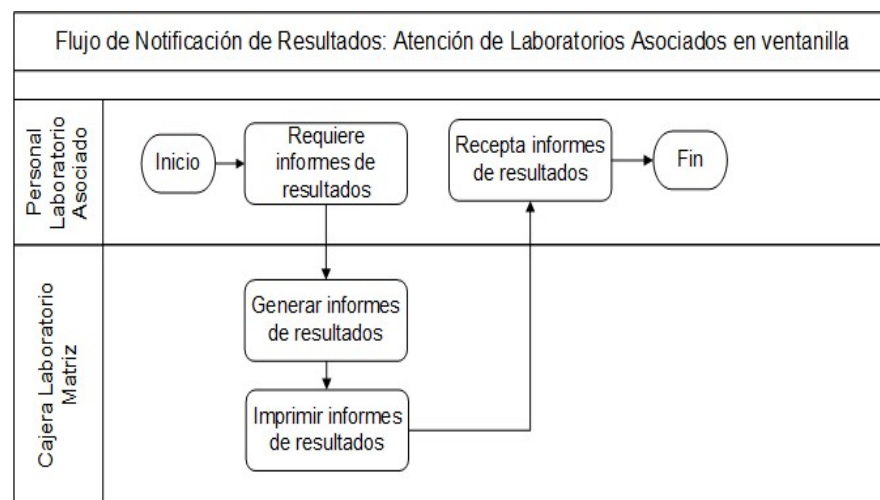 Flujo de Notificación de Resultados: Atención de Laboratorios Asociados en ventanilla
Personal
Laboratorio
Asociado
Inicio
Requiere
informes de
resultados
Recepta informes
de resultados
Fin
Cajera Laboratorio
Matriz
Generar informes
de resultados
Imprimir informes
de resultados